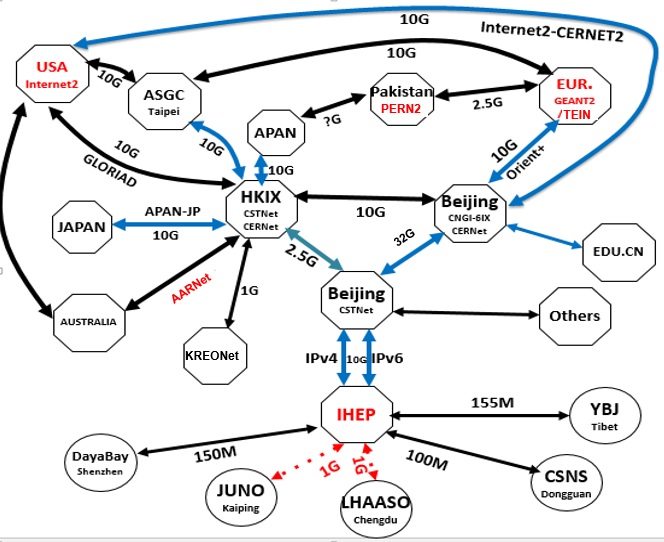 10G
Internet2-CERNET2
USA
Internet2
10G
ASGC
Taipei
10G
Pakistan
PERN2
2.5G
EUR.
GEANT2
/TEIN
APAN
?G
10G
10G
10G
GLORIAD
10G
Orient+
HKIX
CSTNet
CERNet
10G
Beijing
CNGI-6IX
CERNet
JAPAN
APAN-JP
10G
32G
EDU.CN
2.5G
AARNet
1G
Beijing
CSTNet
AUSTRALIA
Others
KREONet
IPv4
10G
IPv6
IHEP
155M
YBJ
Tibet
DayaBay
Shenzhen
150M
100M
1G
1G
CSNS
Dongguan
JUNO
Kaiping
LHAASO
Chengdu